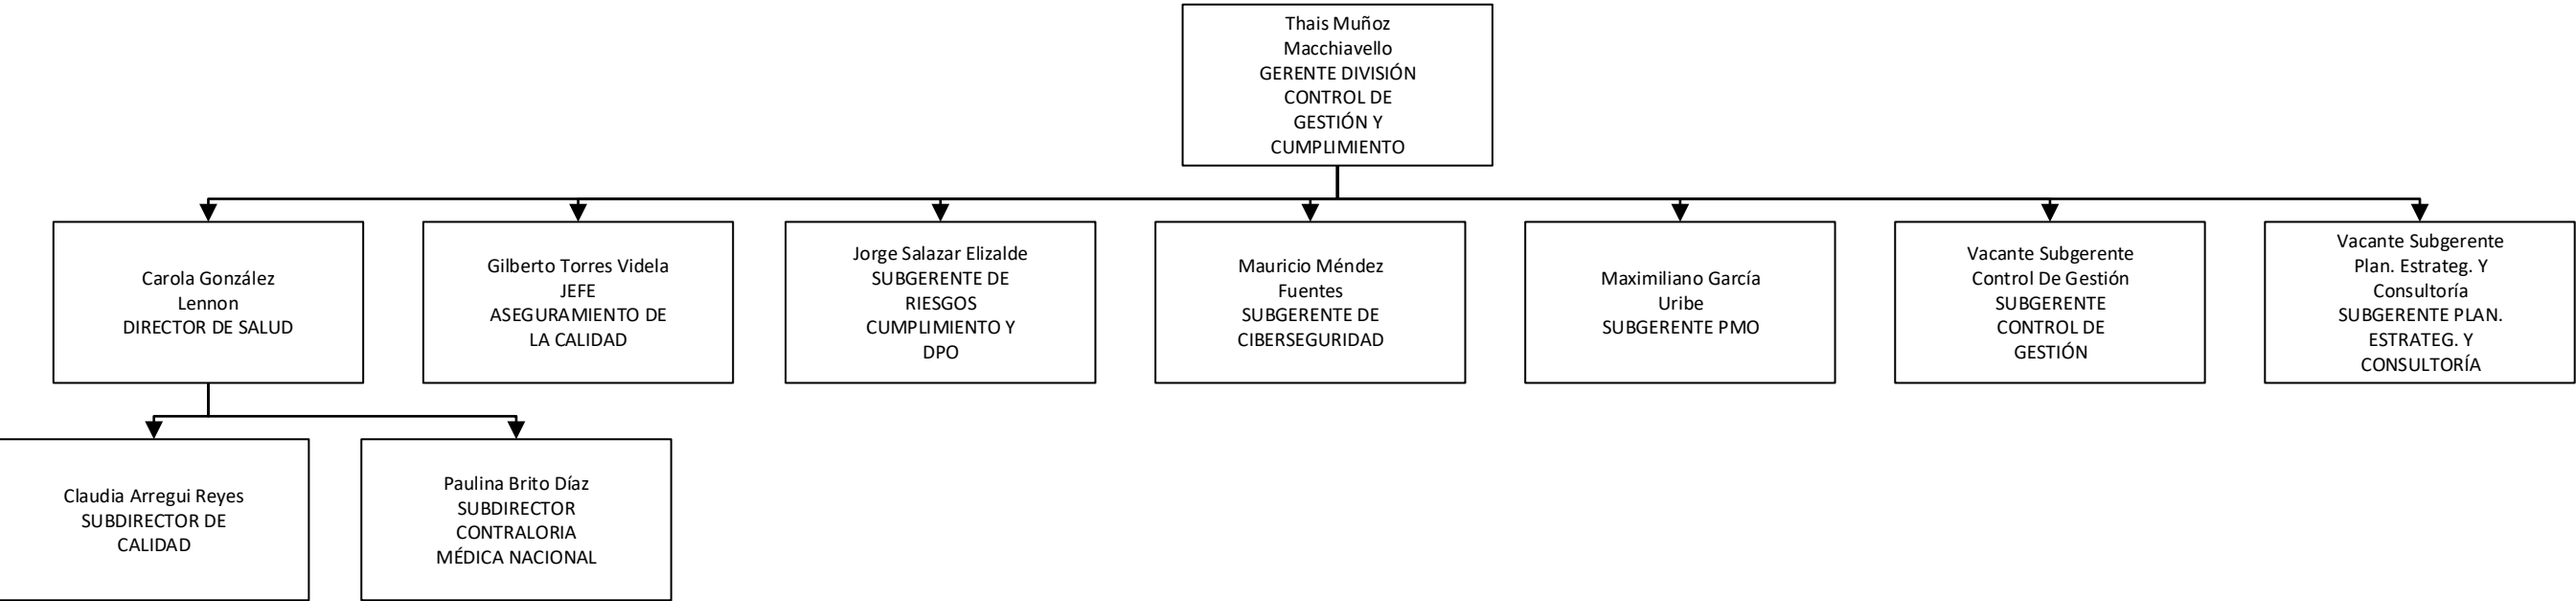 Thais Muñoz
Macchiavello
GERENTE DIVISIÓN
CONTROL DE
GESTIÓN Y
CUMPLIMIENTO
Carola González
Lennon
DIRECTOR DE SALUD
Gilberto Torres Videla
JEFE
ASEGURAMIENTO DE
LA CALIDAD
Jorge Salazar Elizalde
SUBGERENTE DE
RIESGOS
CUMPLIMIENTO Y
DPO
Mauricio Méndez
Fuentes
SUBGERENTE DE
CIBERSEGURIDAD
Maximiliano García
Uribe
SUBGERENTE PMO
Vacante Subgerente
Control De Gestión
SUBGERENTE
CONTROL DE
GESTIÓN
Vacante Subgerente
Plan. Estrateg. Y
Consultoría
SUBGERENTE PLAN.
ESTRATEG. Y
CONSULTORÍA
Claudia Arregui Reyes
SUBDIRECTOR DE
CALIDAD
Paulina Brito Díaz
SUBDIRECTOR
CONTRALORIA
MÉDICA NACIONAL